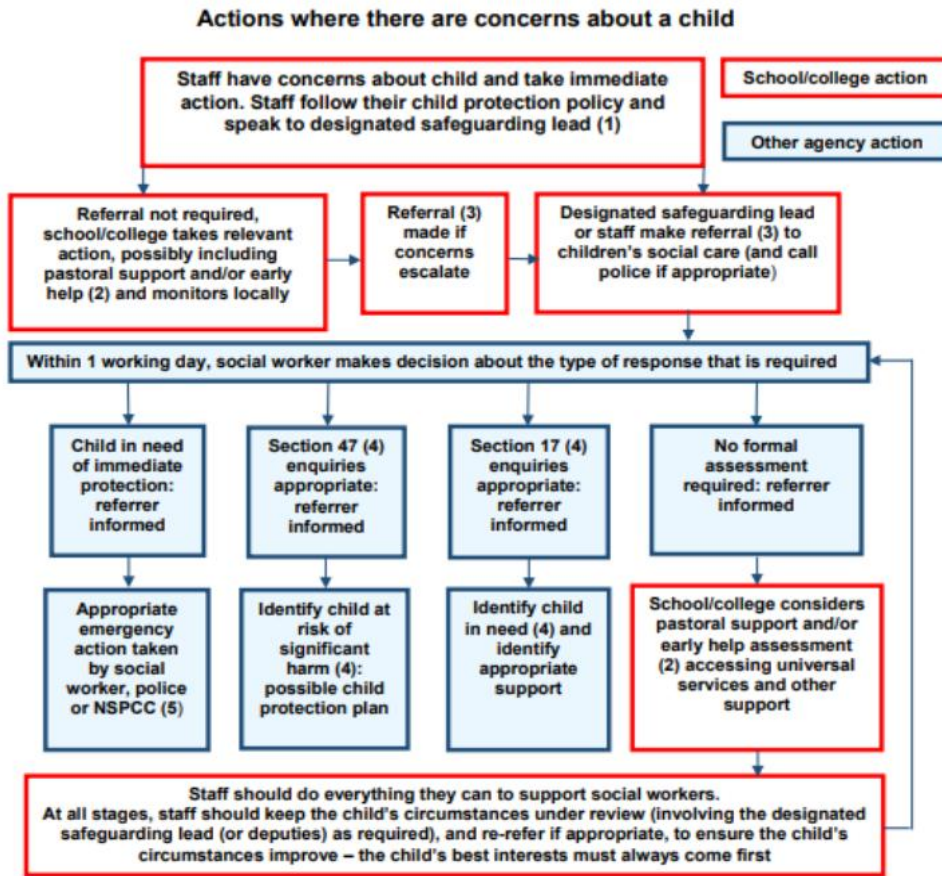 Actions where there are concerns about a child
Staff have concerns about child and take immediate
action. Staff follow their child protection policy and
speak to designated safeguarding lead (1)
School/college action
Other agency action
Referral not required,
school/college takes relevant
action, possibly including
pastoral support and/or early
help (2) and monitors locally
Referral (3)
made if
concerns
escalate
Designated safeguarding lead
or staff make referral (3) to
children's social care (and call
police if appropriate)
Within 1 working day, social worker makes decision about the type of response that is required
Child in need
of immediate
protection:
referrer
informed
Section 47 (4)
enquiries
appropriate:
referrer
informed
Section 17 (4)
enquiries
appropriate:
referrer
informed
No formal
assessment
required: referrer
informed
Appropriate
emergency
action taken
by social
worker, police
or NSPCC (5)
Identify child at
risk of
significant
harm (4):
possible child
protection plan
Identify child
in need (4) and
identify
appropriate
support
School/college considers
pastoral support and/or
early help assessment
(2) accessing universal
services and other
support
Staff should do everything they can to support social workers.
At all stages, staff should keep the child's circumstances under review (involving the designated
safeguarding lead (or deputies) as required), and re-refer if appropriate, to ensure the child's
circumstances improve – the child's best interests must always come first